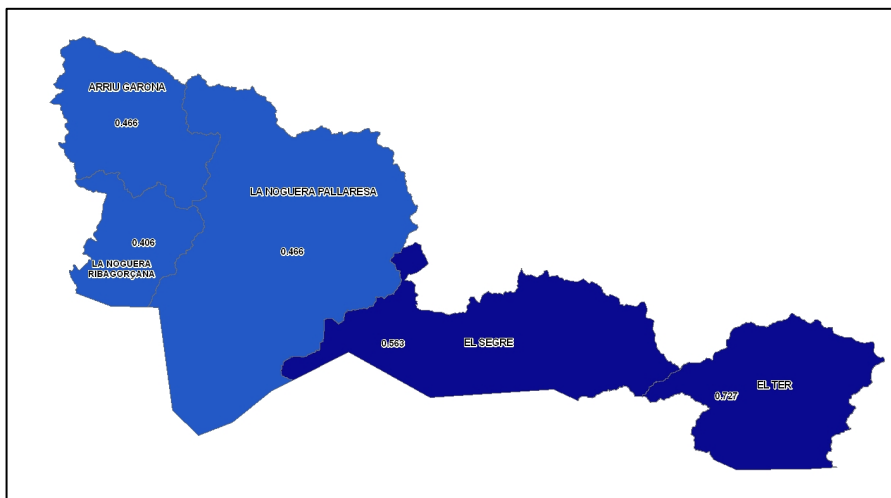 ARRIU GARONA
0.466
LA NOGUERA PALLARESA
0.406
0.466
LA NOGUERA
RIBAGORÇANA
0.563
EL SEGRE
EL TER
0.727